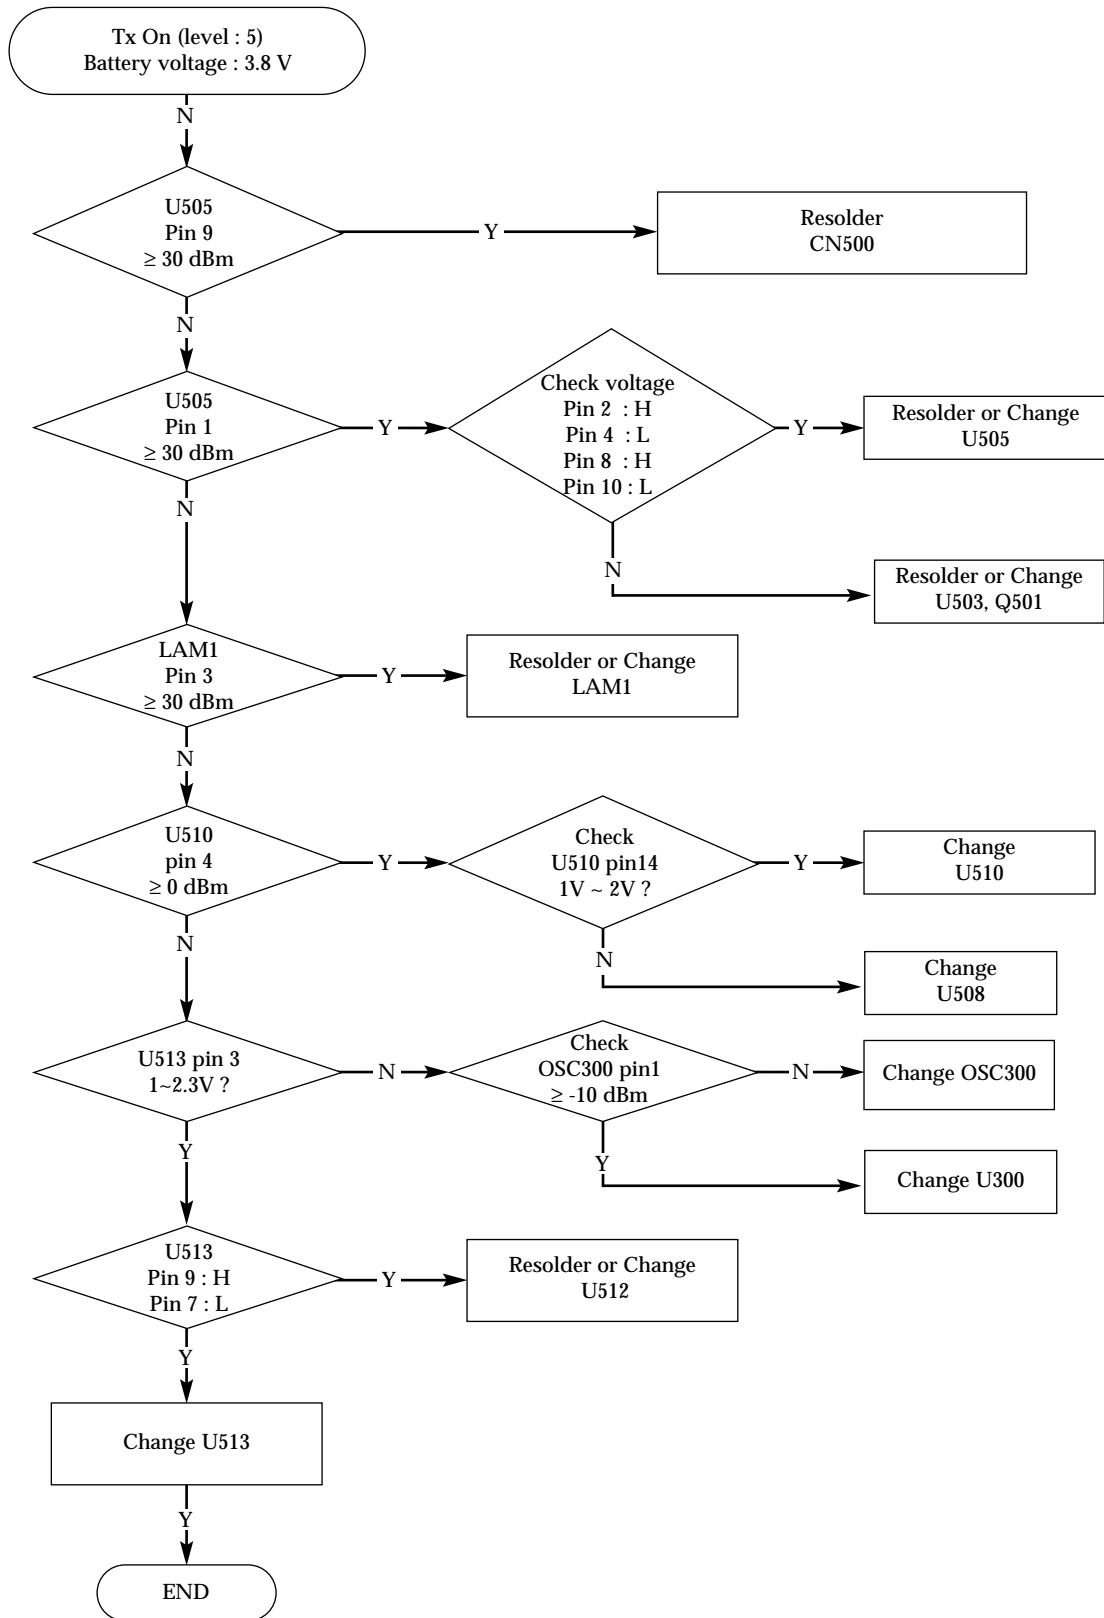 Tx On (level : 5)
Battery voltage : 3.8 V
N
U505
Pin 9
≥ 30 dBm
Y
Resolder
CN500
N
U505
Pin 1
≥ 30 dBm
Y
Check voltage
Pin 2 : H
Pin 4 : L
Pin 8 : H
Pin 10 : L
Y
Resolder or Change
U505
N
Resolder or Change
U503, Q501
N
LAM1
Pin 3
≥ 30 dBm
Y
Resolder or Change
LAM1
N
U510
pin 4
≥ 0 dBm
Y
Check
U510 pin14
1V ~ 2V ?
Y
Change
U510
N
Change
U508
N
U513 pin 3
1~2.3V ?
N
Check
OSC300 pin1
≥ -10 dBm
N
Change OSC300
Y
Change U300
Y
U513
Pin 9 : H
Pin 7 : L
Y
Resolder or Change
U512
Y
Change U513
Y
END